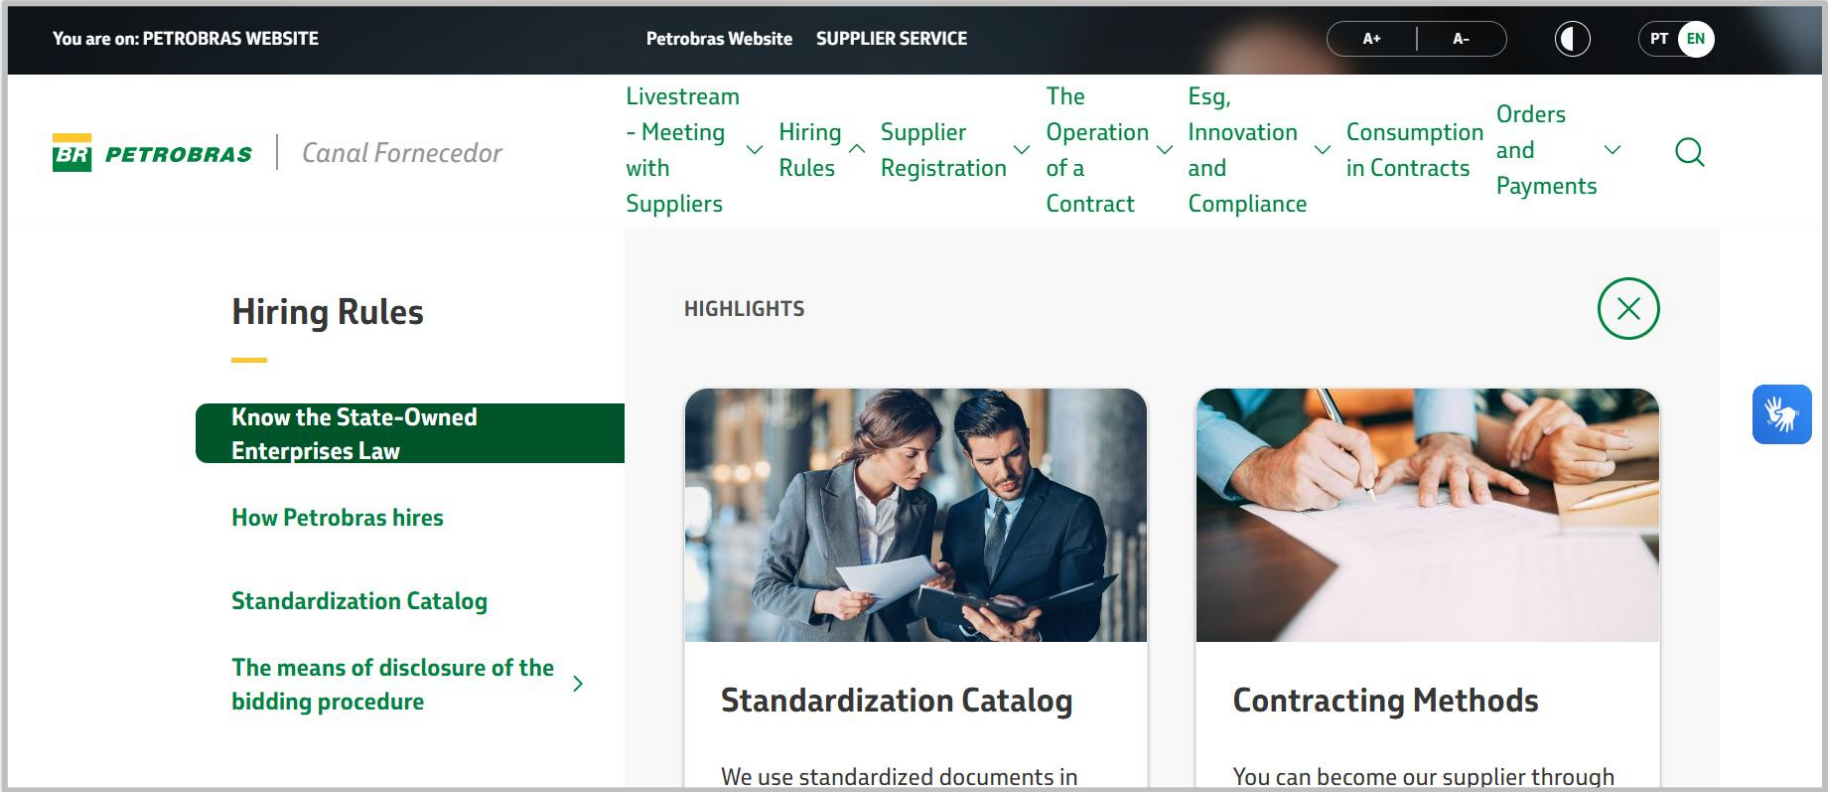 You are on: PETROBRAS WEBSITE
Petrobras Website SUPPLIER SERVICE
A+ A-
PT EN
BR PETROBRAS Canal Fornecedor
Livestream
- Meeting
with
Suppliers
Hiring
Rules
Supplier
Registration
The
Operation
of a
Contract
Esg,
Innovation
and
Compliance
Consumption
in Contracts
Orders
and
Payments
Hiring Rules
Know the State-Owned
Enterprises Law
How Petrobras hires
Standardization Catalog
The means of disclosure of the
bidding procedure
HIGHLIGHTS
Standardization Catalog
We use standardized documents in
Contracting Methods
You can become our supplier through